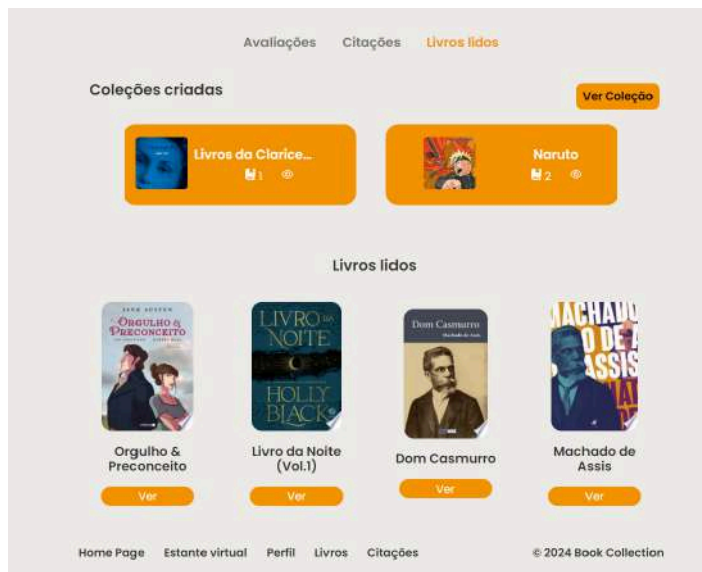 Avaliações Citações Livros lidos
Coleções criadas
Ver Coleção
Livros da Clarice...
1
Naruto
2
Livros lidos
JANE AUSTEN
ORGULHO &
PRECONCEITO
LIVRO DA
NOITE
HOLLY
BLACK
Dom Casmurro
Machado de Assis
MACHADO
DE
ASSIS
Orgulho &
Preconceito
Livro da Noite
(Vol.1)
Dom Casmurro
Machado de
Assis
Ver
Ver
Ver
Ver
Home Page Estante virtual Perfil Livros Citações
© 2024 Book Collection